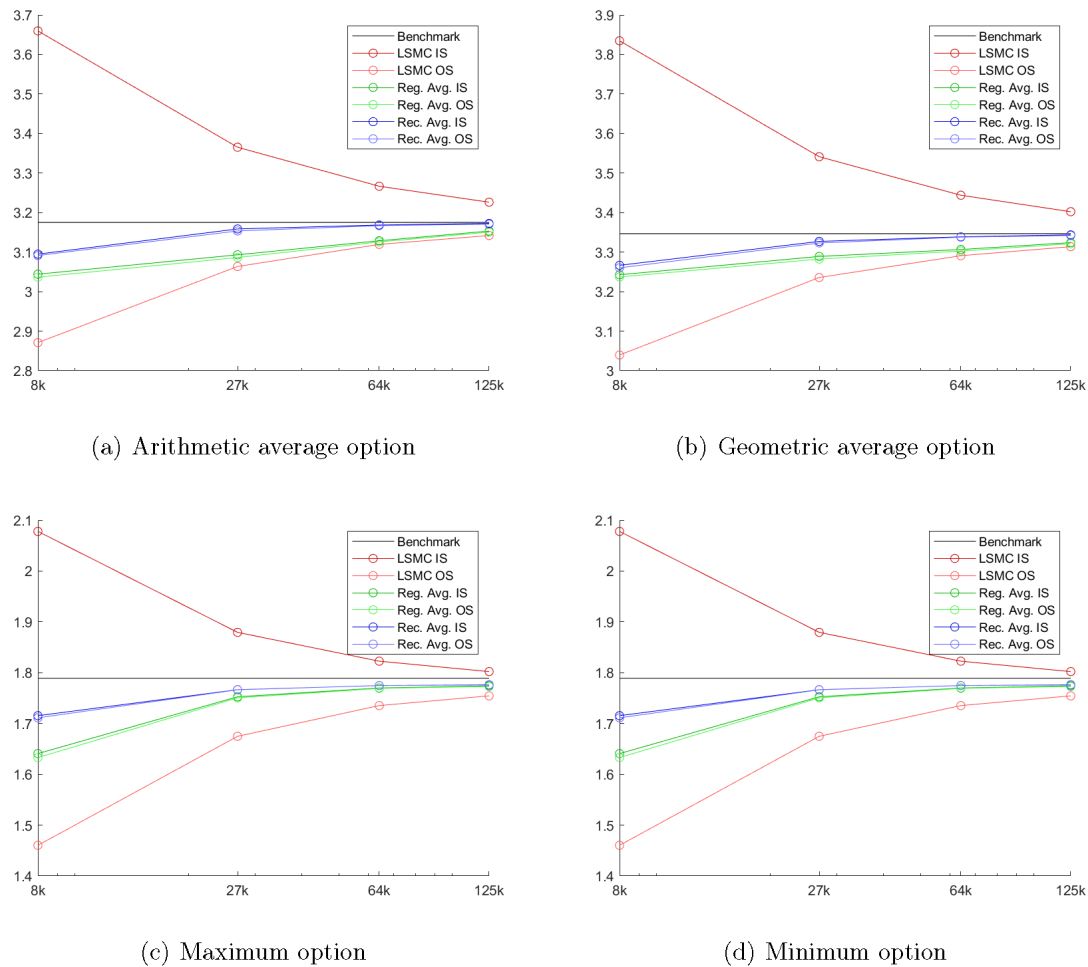 3.7
3.6
3.5
3.4
3.3
3.2
3.1
3
2.9
2.8
8k
27k
64k
125k
Benchmark
LSMC IS
LSMC OS
Reg. Avg. IS
Reg. Avg. OS
Rec. Avg. IS
Rec. Avg. OS
(a) Arithmetic average option
3.9
3.8
3.7
3.6
3.5
3.4
3.3
3.2
3.1
3
8k
27k
64k
125k
Benchmark
LSMC IS
LSMC OS
Reg. Avg. IS
Reg. Avg. OS
Rec. Avg. IS
Rec. Avg. OS
(b) Geometric average option
2.1
2
1.9
1.8
1.7
1.6
1.5
1.4
8k
27k
64k
125k
Benchmark
LSMC IS
LSMC OS
Reg. Avg. IS
Reg. Avg. OS
Rec. Avg. IS
Rec. Avg. OS
(c) Maximum option
2.1
2
1.9
1.8
1.7
1.6
1.5
1.4
8k
27k
64k
125k
Benchmark
LSMC IS
LSMC OS
Reg. Avg. IS
Reg. Avg. OS
Rec. Avg. IS
Rec. Avg. OS
(d) Minimum option